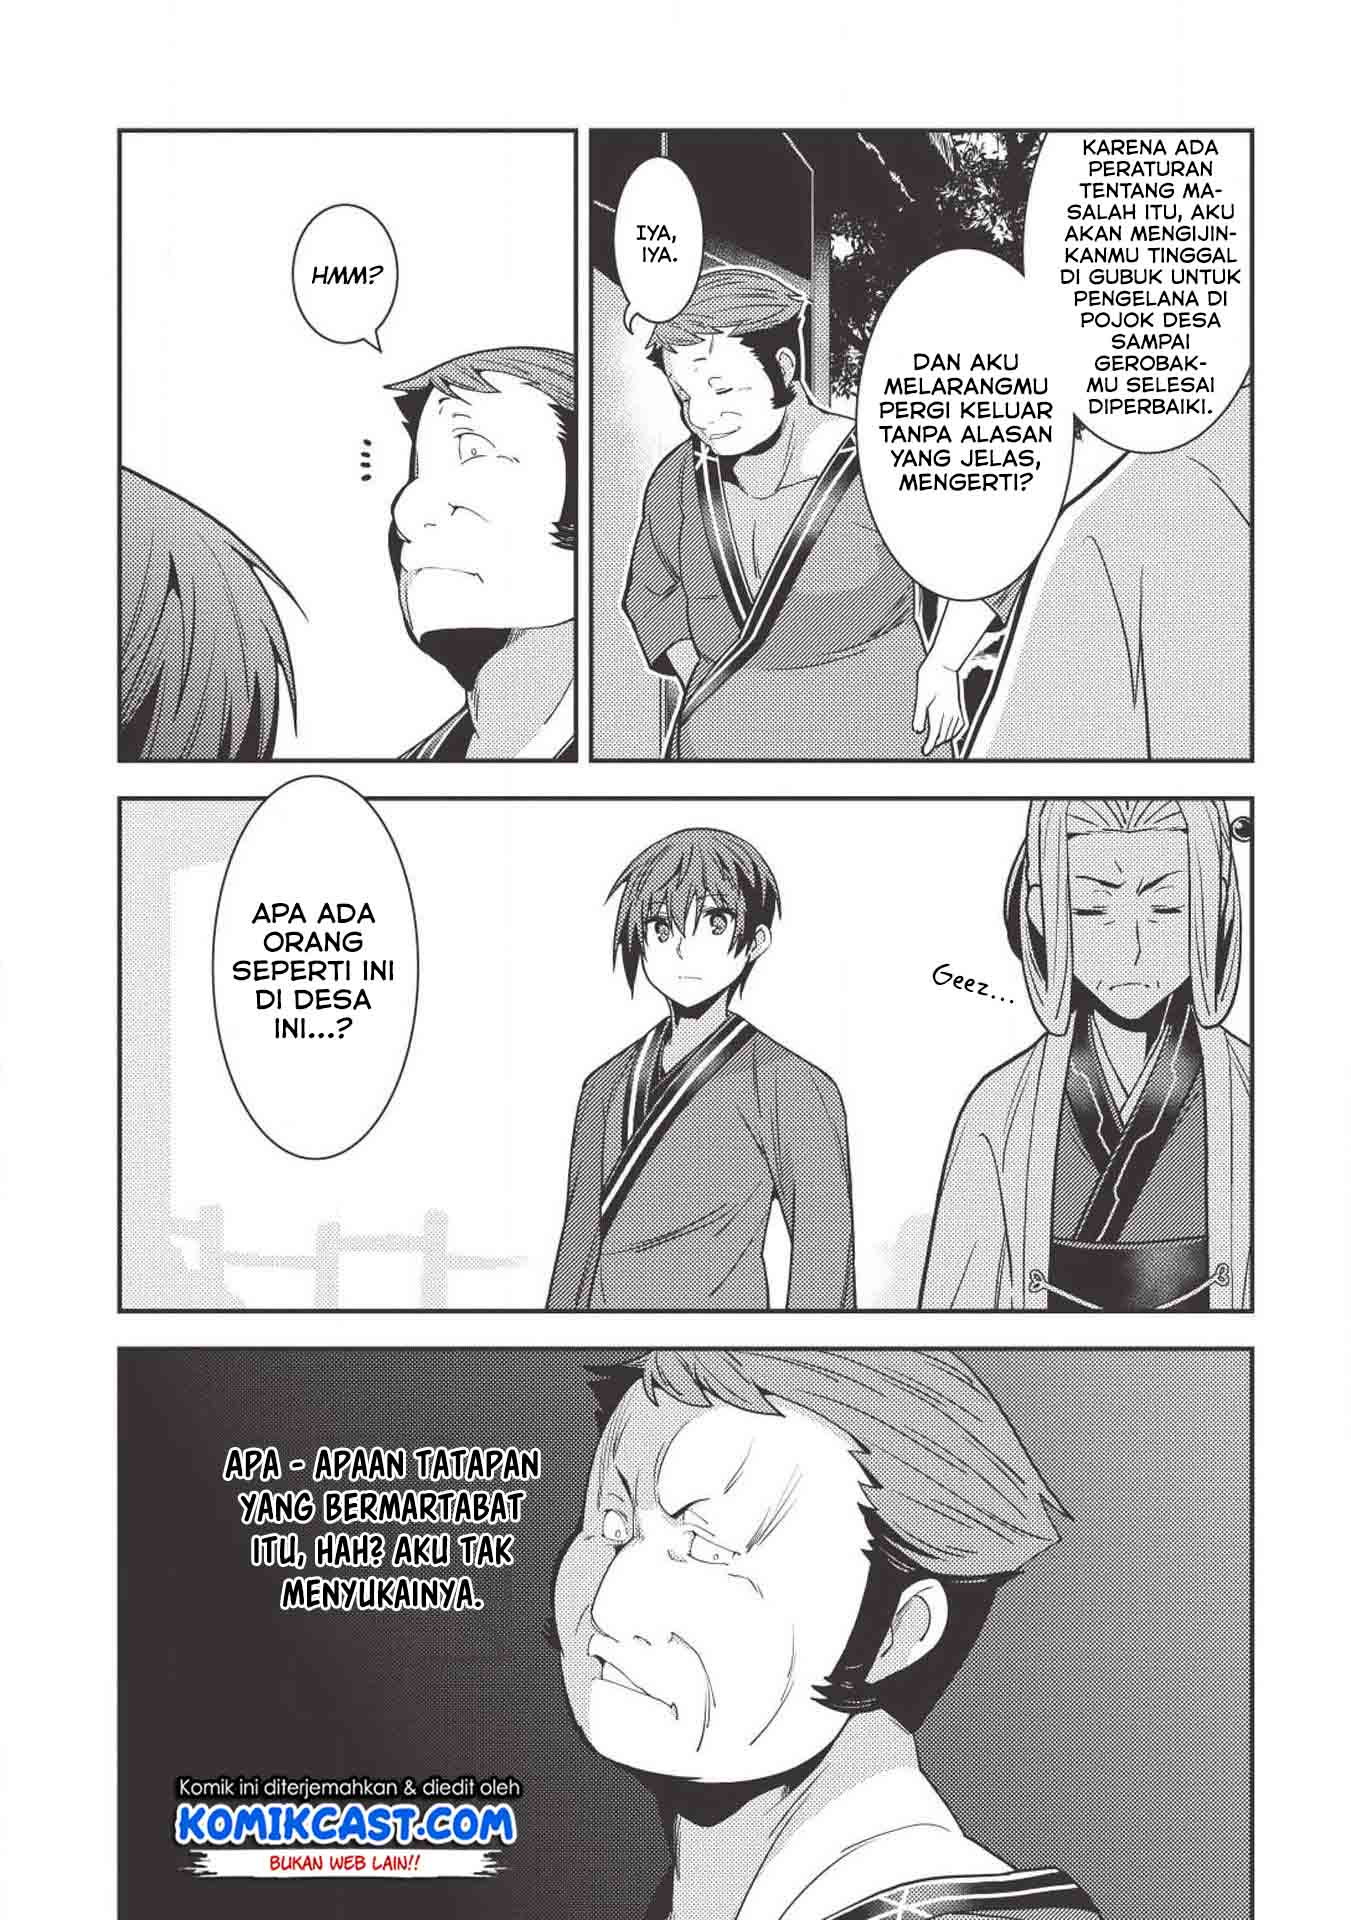 KARENA ADA
PERATURAN
TENTANG MA-
SALAH ITU, AKU
AKAN MENGIJIN-
KANMU TINGGAL
DI GUBUK UNTUK
PENGELANA DI
POJOK DESA
SAMPAI
GEROBAK-
MU SELESAI
DIPERBAIKI.
DAN AKU
MELARANGMU
PERGI KELUAR
TANPA ALASAN
YANG JELAS,
MENGERTI?
IYA,
IYA.
HMM?
Geez...
APA ADA
ORANG
SEPERTI INI
DI DESA
INI...?
APA - APAAN TATAPAN
YANG BERMARTABAT
ITU, HAH? AKU TAK
MENYUKAINYA.
Komik ini diterjemahkan & diedit oleh
KOMIKCAST.COM
BUKAN WEB LAIN!!